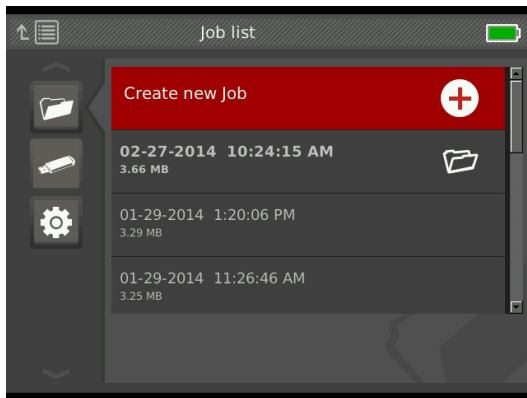 Job list
Create new Job
02-27-2014 10:24:15 AM
3.66 MB
01-29-2014 1:20:06 PM
3.29 MB
01-29-2014 11:26:46 AM
3.25 MB